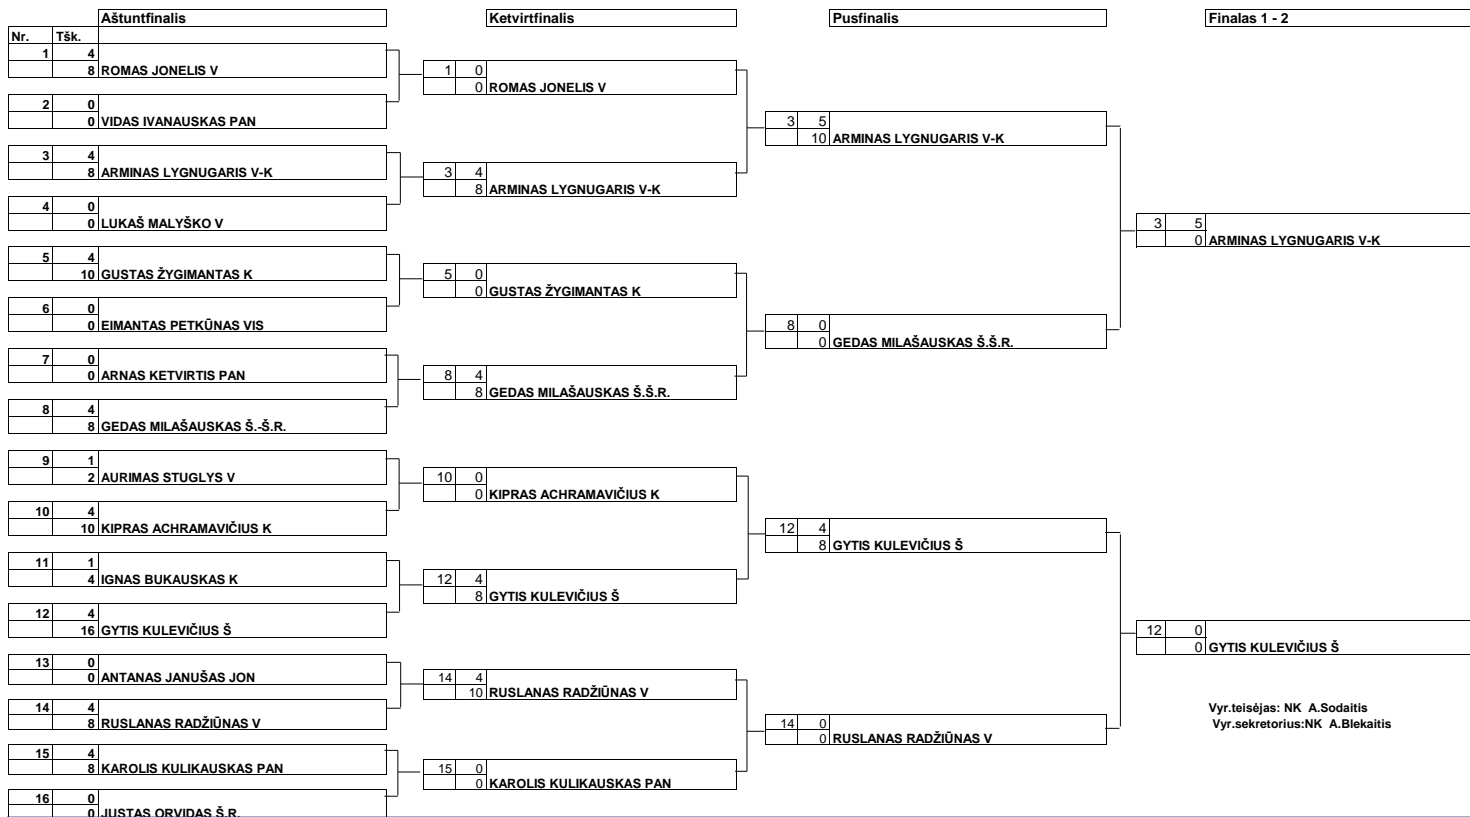 Aštuntfinalis Ketvirtfinalis Pusfinalis Finalas 1 - 2
Nr. Tšk.
1 4
8 ROMAS JONELIS V
2 0
0 VIDAS IVANAUSKAS PAN
3 4
8 ARMINAS LYGNUGARIS V-K
4 0
0 LUKAŠ MALYŠKO V
5 4
10 GUSTAS ŽYGIMANTAS K
6 0
0 EIMANTAS PETKŪNAS VIS
7 0
0 ARNAS KETVIRTIS PAN
8 4
8 GEDAS MILAŠAUSKAS Š.-Š.R.
9 1
2 AURIMAS STUGLYS V
10 4
10 KIPRAS ACHRAMAVIČIUS K
11 1
4 IGNAS BUKAUSKAS K
12 4
16 GYTIS KULEVIČIUS Š
13 0
0 ANTANAS JANUŠAS JON
14 4
8 RUSLANAS RADŽIŪNAS V
15 4
8 KAROLIS KULIKAUSKAS PAN
16 0
0 JUSTAS ORVIDAS Š.R.
1 0
0 ROMAS JONELIS V
3 4
8 ARMINAS LYGNUGARIS V-K
5 0
0 GUSTAS ŽYGIMANTAS K
8 4
8 GEDAS MILAŠAUSKAS Š.Š.R.
10 0
0 KIPRAS ACHRAMAVIČIUS K
12 4
8 GYTIS KULEVIČIUS Š
14 4
10 RUSLANAS RADŽIŪNAS V
15 0
0 KAROLIS KULIKAUSKAS PAN
3 5
10 ARMINAS LYGNUGARIS V-K
8 0
0 GEDAS MILAŠAUSKAS Š.Š.R.
12 4
8 GYTIS KULEVIČIUS Š
14 0
0 RUSLANAS RADŽIŪNAS V
3 5
0 ARMINAS LYGNUGARIS V-K
12 0
0 GYTIS KULEVIČIUS Š
Vyr.teisėjas: NK A.Sodaitis
Vyr.sekretorius:NK A.Blekaitis